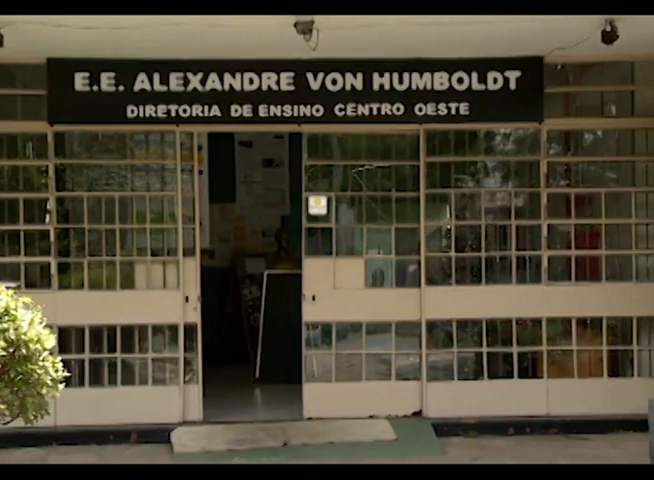 E.E. ALEXANDRE VON HUMBOLDT
DIRETORIA DE ENSINO CENTRO OESTE